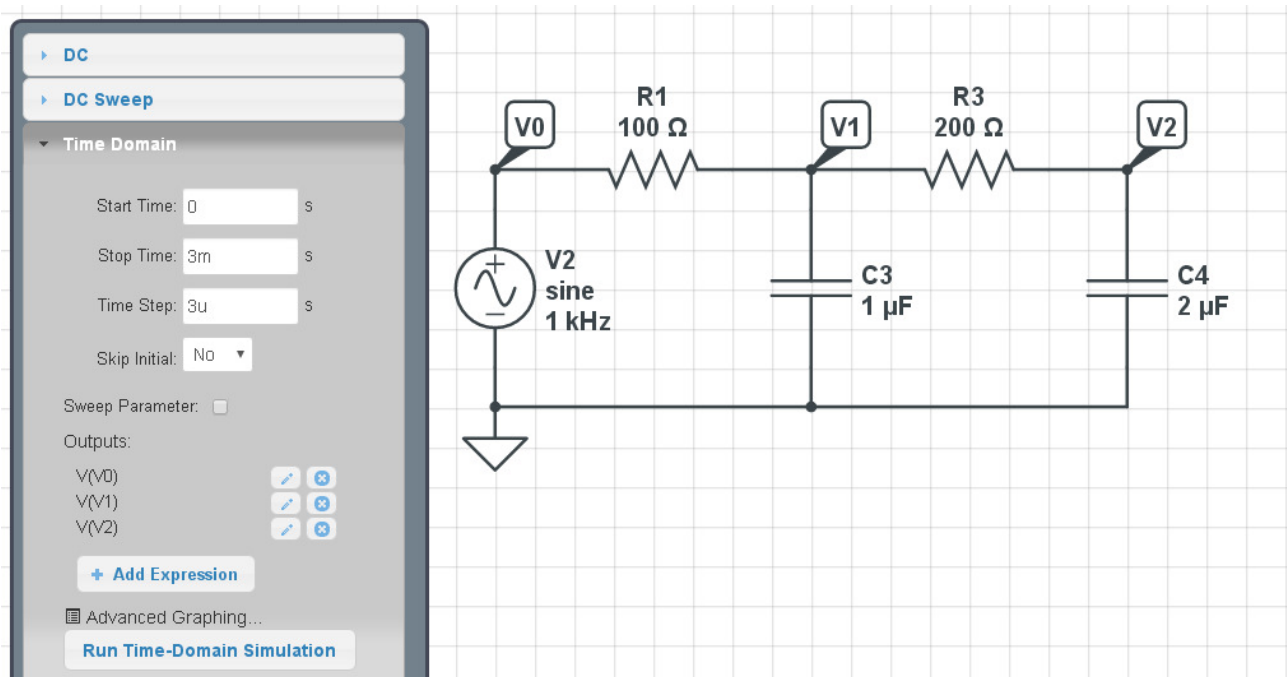 DC
DC Sweep
Time Domain
Start Time: 0 s
Stop Time: 3m s
Time Step: 3u s
Skip Initial: No
Sweep Parameter:
Outputs:
V(V0)
V(V1)
V(V2)
+ Add Expression
Advanced Graphing...
Run Time-Domain Simulation
V0
R1
100 Ω
V1
R3
200 Ω
V2
V2
sine
1 kHz
C3
1 µF
C4
2 µF